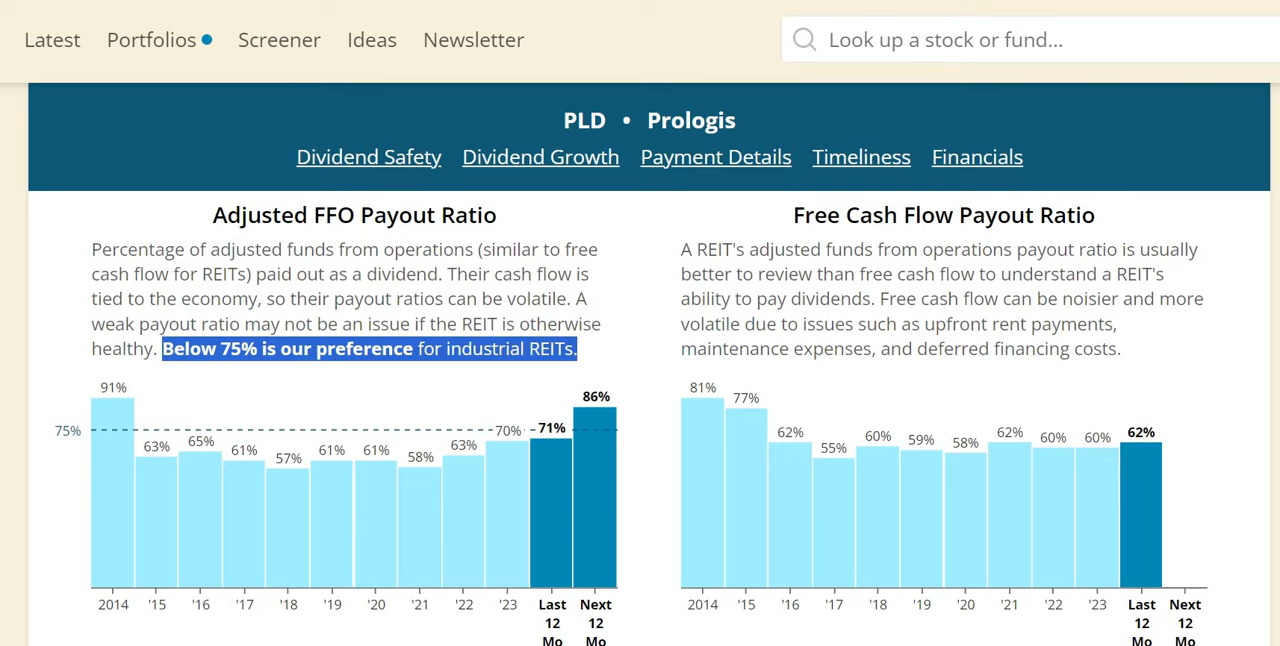 Latest Portfolios Screener Ideas Newsletter Look up a stock or fund...
PLD • Prologis
Dividend Safety Dividend Growth Payment Details Timeliness Financials
Adjusted FFO Payout Ratio
Percentage of adjusted funds from operations (similar to free
cash flow for REITs) paid out as a dividend. Their cash flow is
tied to the economy, so their payout ratios can be volatile. A
weak payout ratio may not be an issue if the REIT is otherwise
healthy. Below 75% is our preference for industrial REITs.
91%
75%
63% 65% 61% 57% 61% 61% 58% 63% 70% 71% 86%
2014 '15 '16 '17 '18 '19 '20 '21 '22 '23 Last Next
12 12
Mo Mo
Free Cash Flow Payout Ratio
A REIT's adjusted funds from operations payout ratio is usually
better to review than free cash flow to understand a REIT's
ability to pay dividends. Free cash flow can be noisier and more
volatile due to issues such as upfront rent payments,
maintenance expenses, and deferred financing costs.
81% 77% 62% 55% 60% 59% 58% 62% 60% 60% 62%
2014 '15 '16 '17 '18 '19 '20 '21 '22 '23 Last Next
12 12
Mo Mo